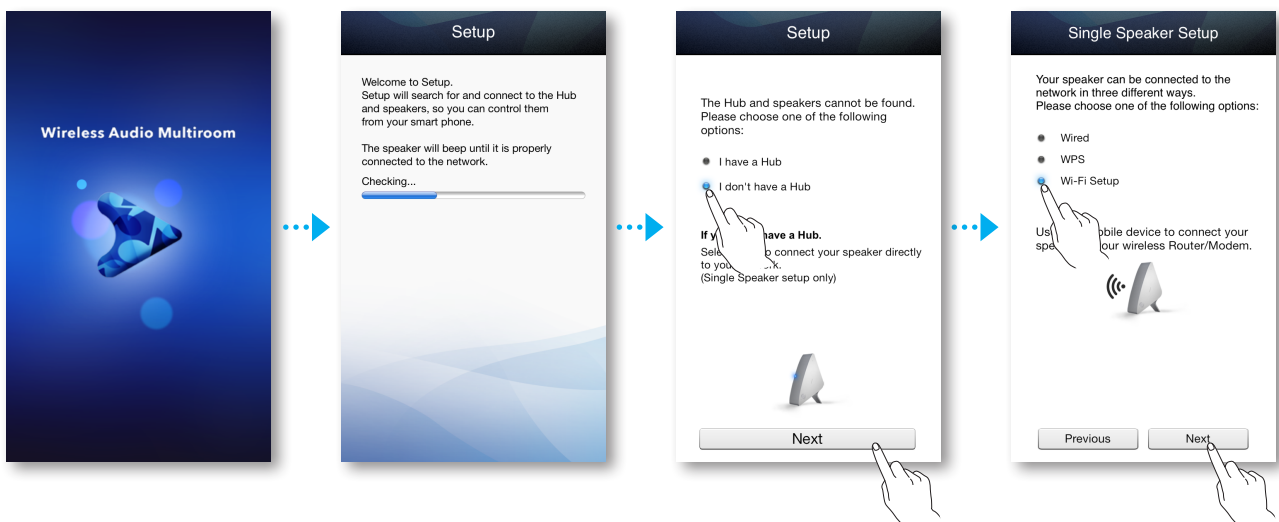 Wireless Audio Multiroom
Setup
Welcome to Setup.
Setup will search for and connect to the Hub
and speakers, so you can control them
from your smart phone.
The speaker will beep until it is properly
connected to the network.
Checking...
Setup
The Hub and speakers cannot be found.
Please choose one of the following
options:
I have a Hub
I don't have a Hub
If have a Hub.
connect your speaker directly
to
(Single Speaker setup only)
Next
Single Speaker Setup
Your speaker can be connected to the
network in three different ways.
Please choose one of the following options:
Wired
WPS
Wi-Fi Setup
device to connect your
wireless Router/Modem.
Previous
Next